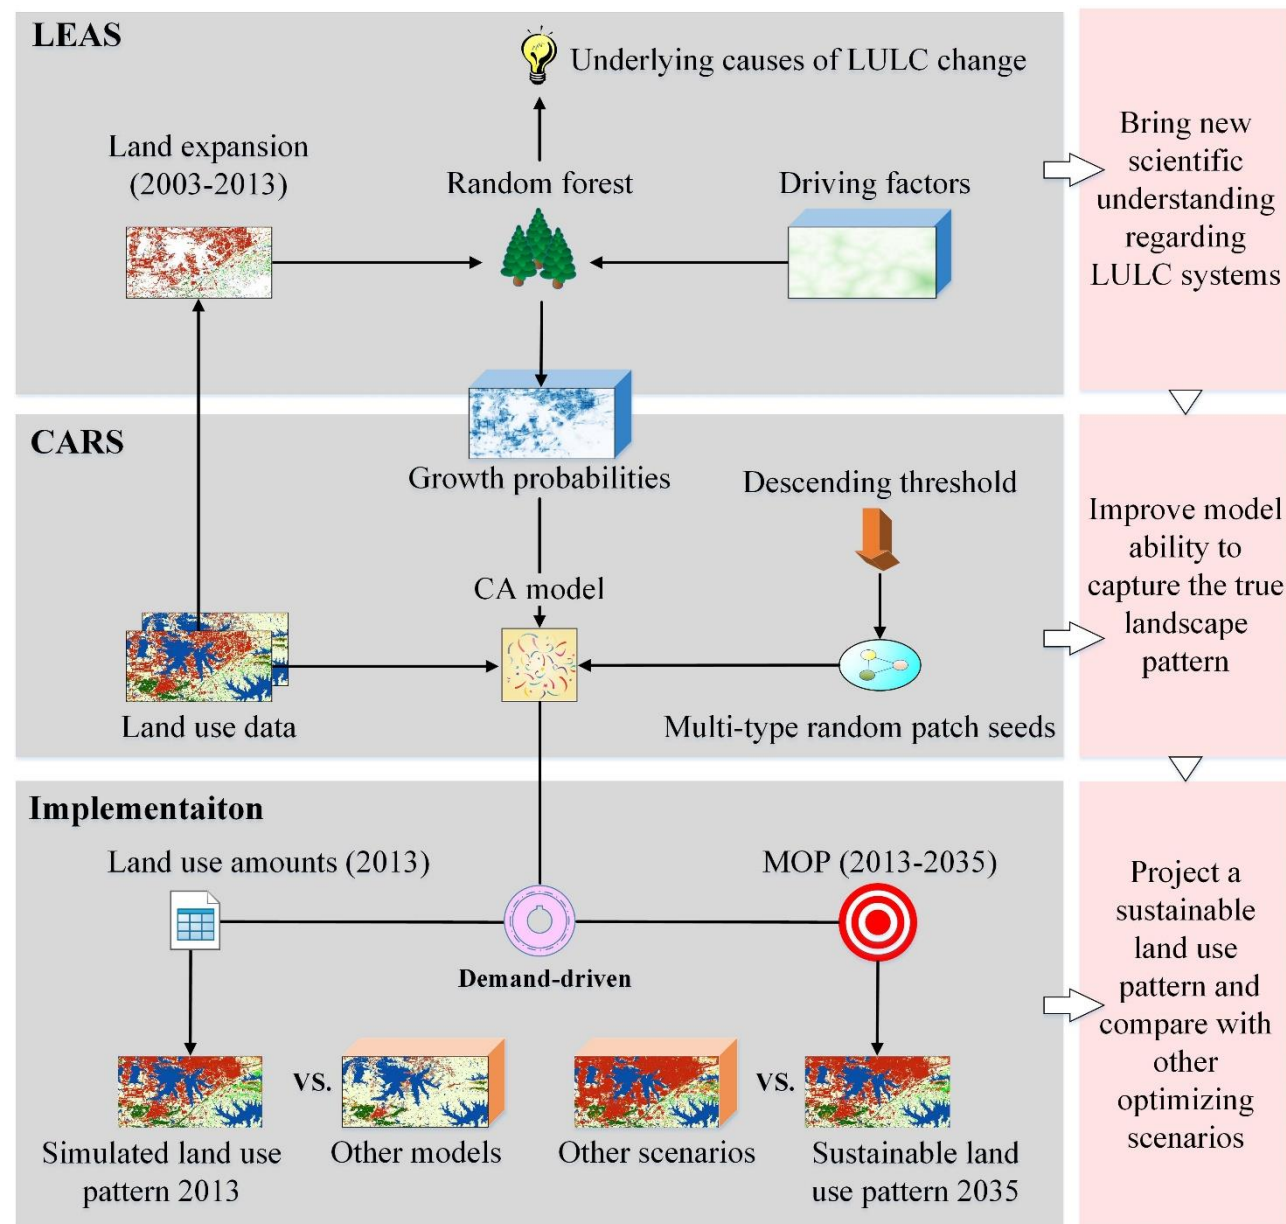 LEAS
Underlying causes of LULC change
Land expansion
(2003-2013)
Random forest
Driving factors
Bring new
scientific
understanding
regarding
LULC systems
CARS
Growth probabilities
Descending threshold
CA model
Land use data
Multi-type random patch seeds
Improve model
ability to
capture the true
landscape
pattern
Implementaiton
Land use amounts (2013)
MOP (2013-2035)
Demand-driven
VS.
VS.
Simulated land use
pattern 2013
Other models
Other scenarios
Sustainable land
use pattern 2035
Project a
sustainable
land use
pattern and
compare with
other
optimizing
scenarios